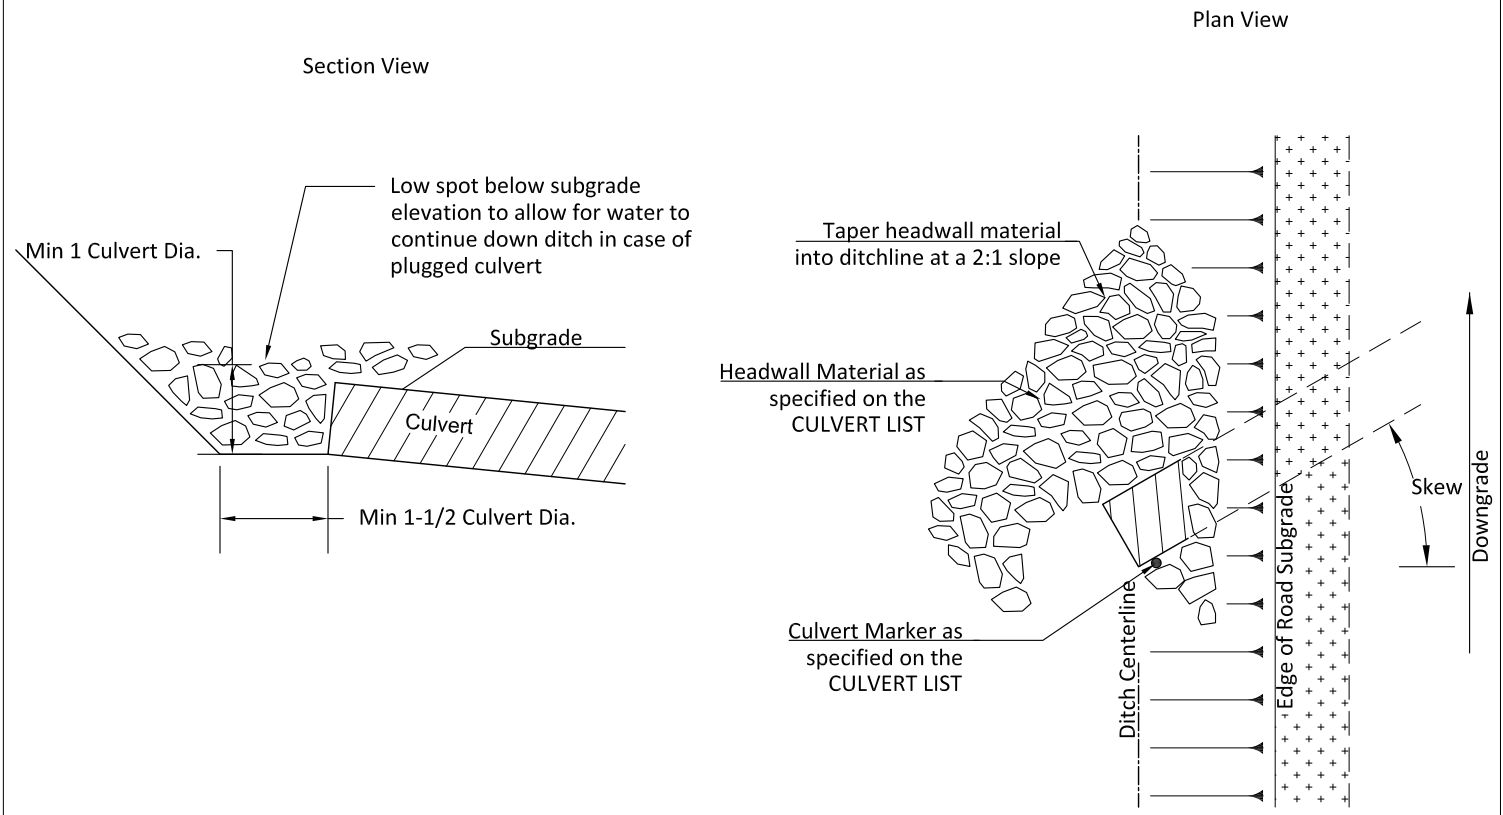 Plan View
Section View
Low spot below subgrade
elevation to allow for water to
continue down ditch in case of
plugged culvert
Min 1 Culvert Dia.
Subgrade
Culvert
Min 1-1/2 Culvert Dia.
Taper headwall material
into ditchline at a 2:1 slope
Headwall Material as
specified on the
CULVERT LIST
Culvert Marker as
specified on the
CULVERT LIST
Ditch Centerline
Edge of Road Subgrade
Skew
Downgrade